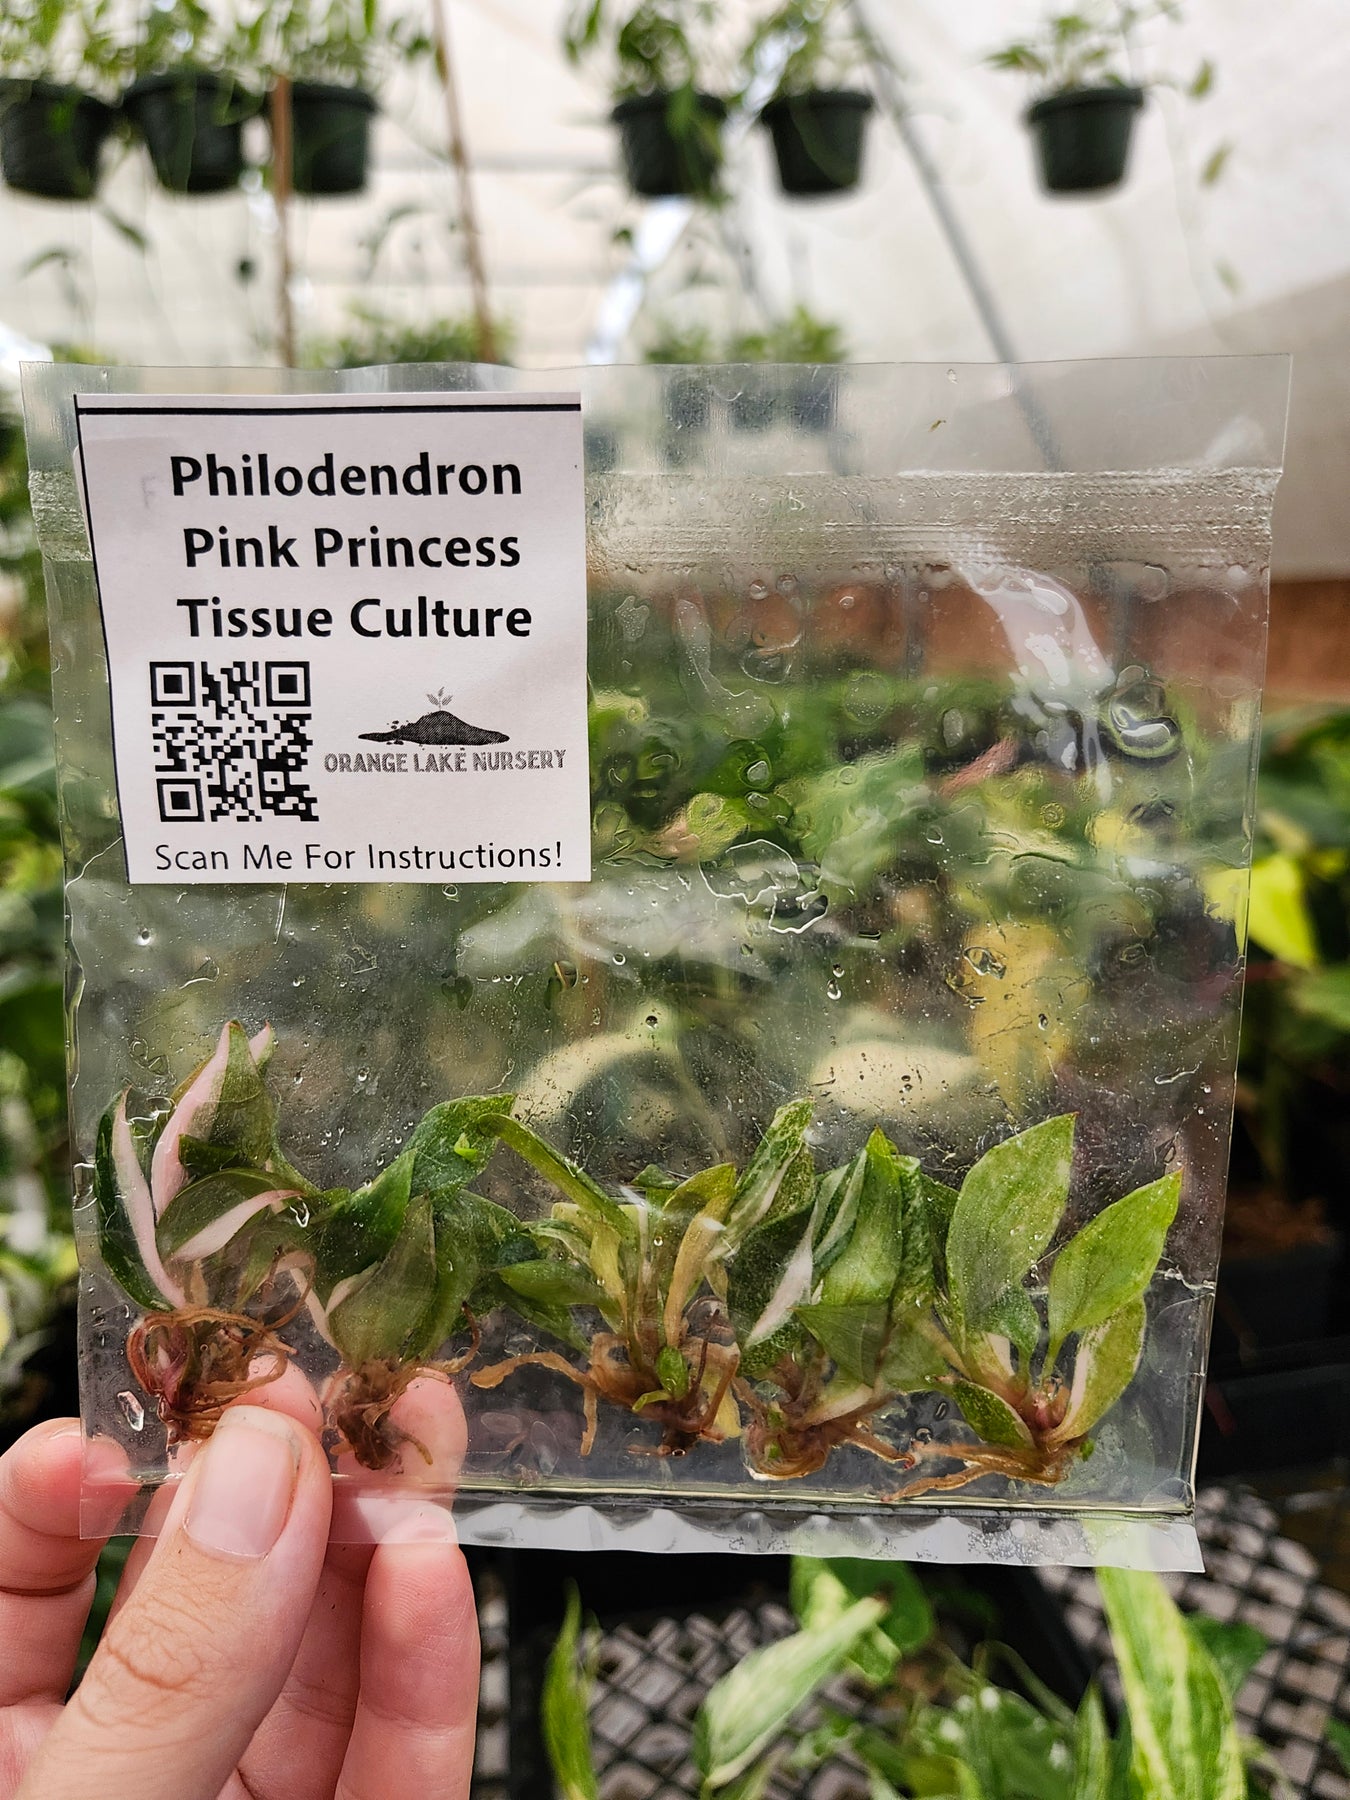 Philodendron
Pink Princess
Tissue Culture
ORANGE LAKE NURSERY
Scan Me For Instructions!